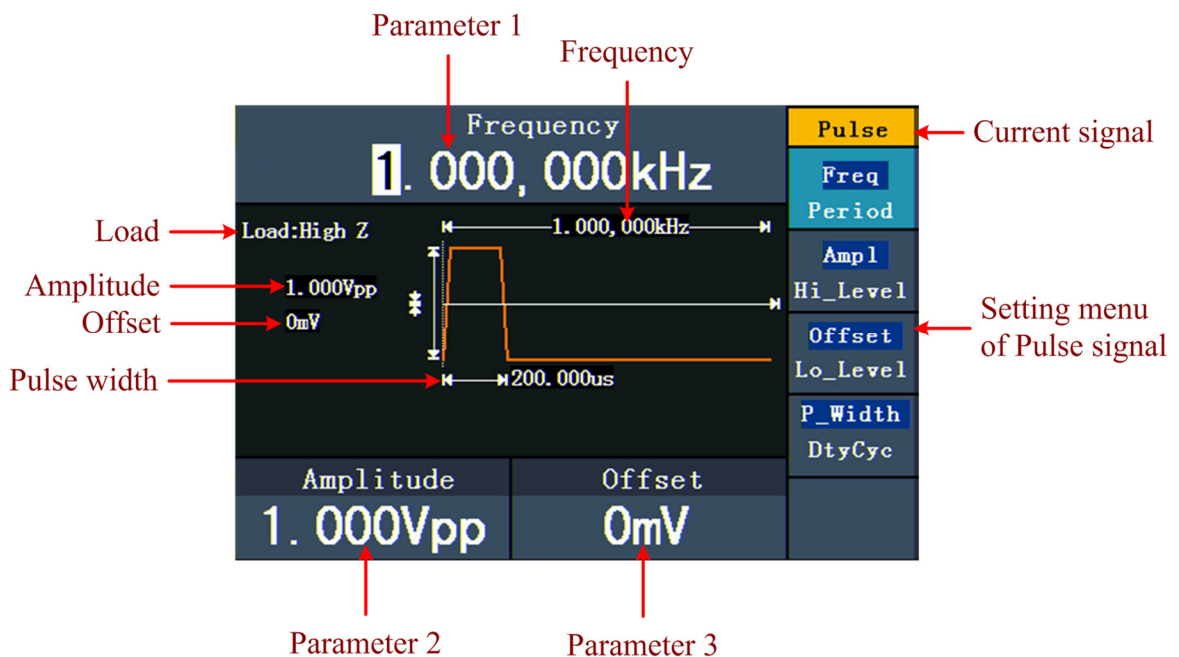 Parameter 1
Frequency
Frequency
1.000,000kHz
Pulse
Current signal
Freq
Period
Load
Load:High Z
1.000,000kHz
Ampl
Hi_Level
Amplitude
1.000Vpp
Offset
0mV
Setting menu
of Pulse signal
Offset
Lo_Level
Pulse width
200.000us
P_Width
DtyCyc
Amplitude
Offset
1.000Vpp
0mV
Parameter 2
Parameter 3